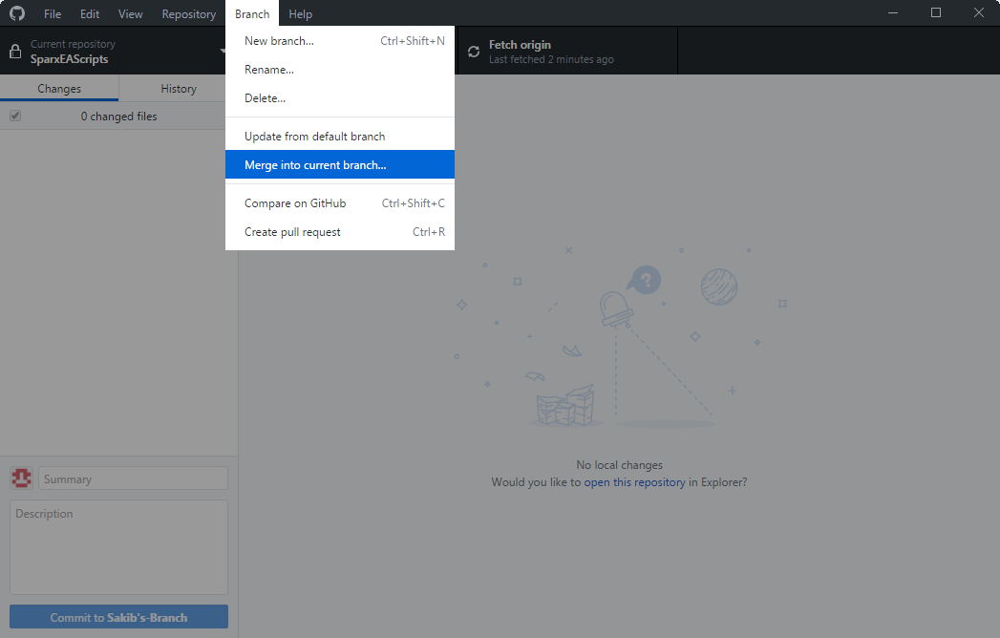 File Edit View Repository Branch Help
Current repository
SparxEAScripts
Fetch origin
Last fetched 2 minutes ago
New branch... Ctrl+Shift+N
Rename...
Delete...
Update from default branch
Merge into current branch...
Compare on GitHub Ctrl+Shift+C
Create pull request Ctrl+R
Changes History
0 changed files
?
No local changes
Would you like to open this repository in Explorer?
Summary
Description
Commit to Sakib's-Branch